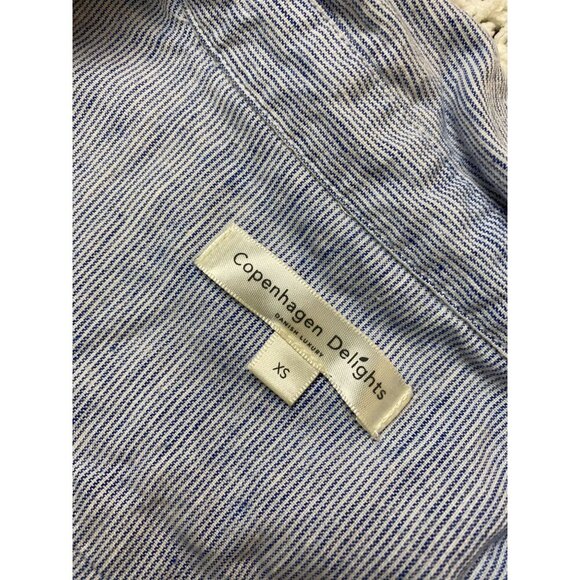 Copenhagen Delights
DANISH LUXURY
XS